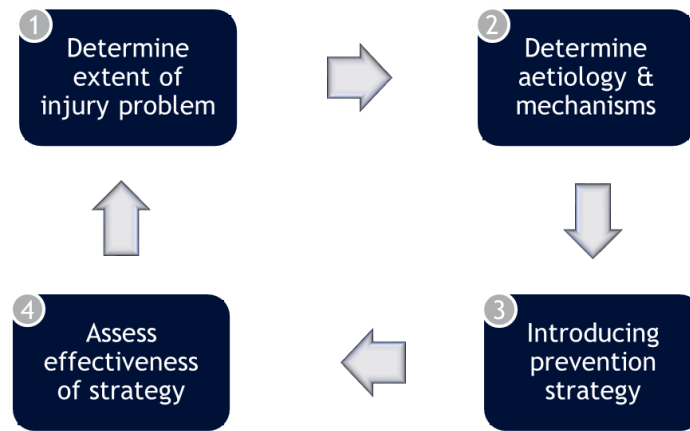 1
Determine
extent of
injury problem
2
Determine
aetiology &
mechanisms
3
Introducing
prevention
strategy
4
Assess
effectiveness
of strategy